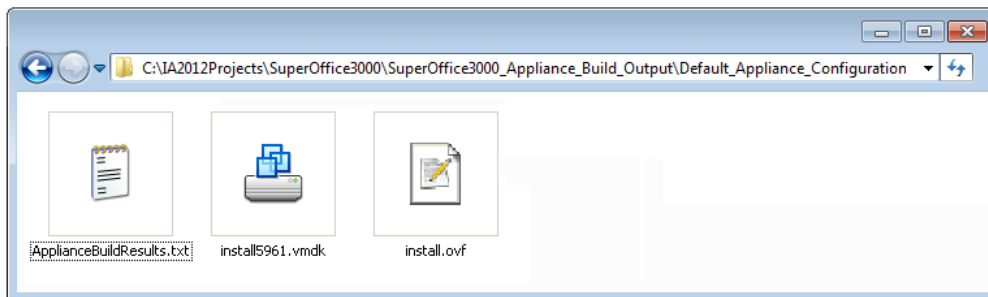 C:\IA2012Projects\SuperOffice3000\SuperOffice3000_Appliance_Build_Output\Default_Appliance_Configuration
ApplianceBuildResults.txt install5961.vmdk install.ovf